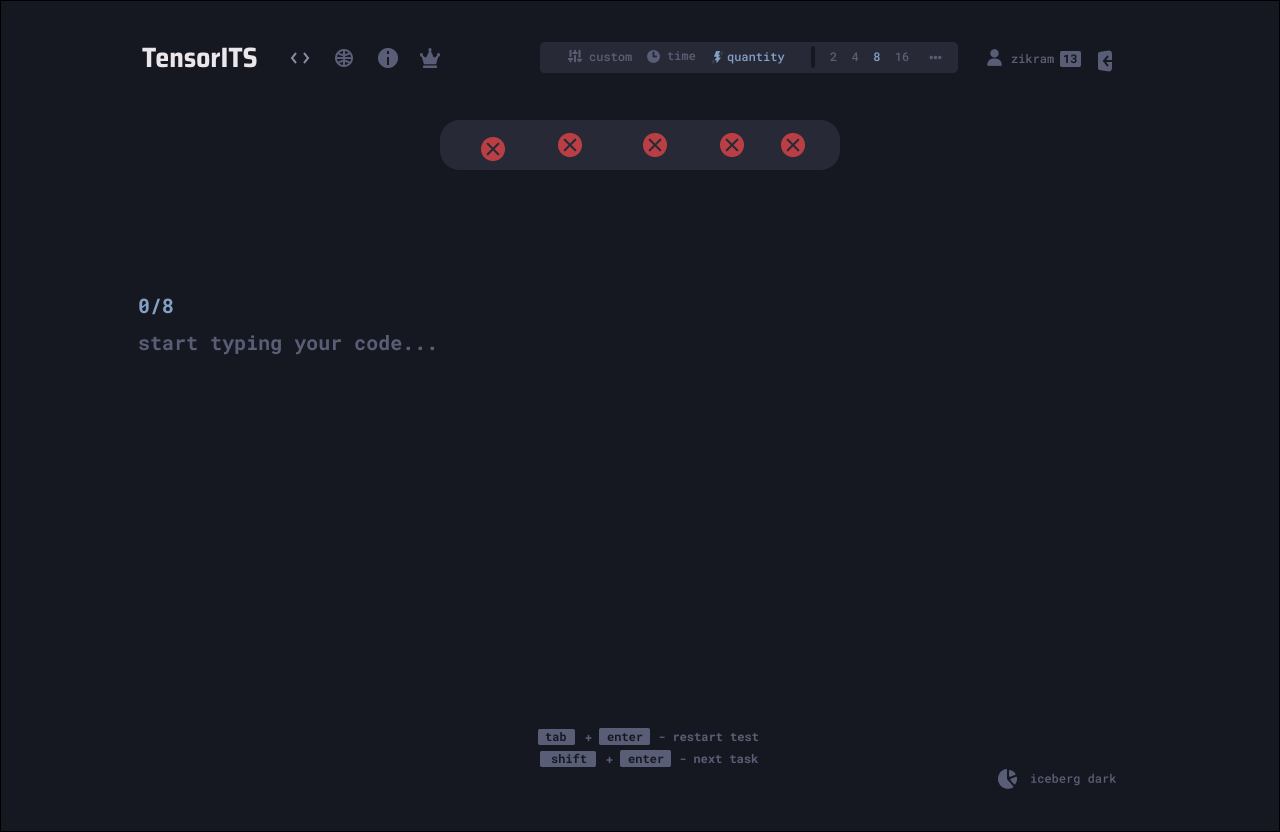 TensorITS custom time quantity 2 4 8 16 ... zikram 13
0/8
start typing your code...
tab + enter - restart test
shift + enter - next task
iceberg dark